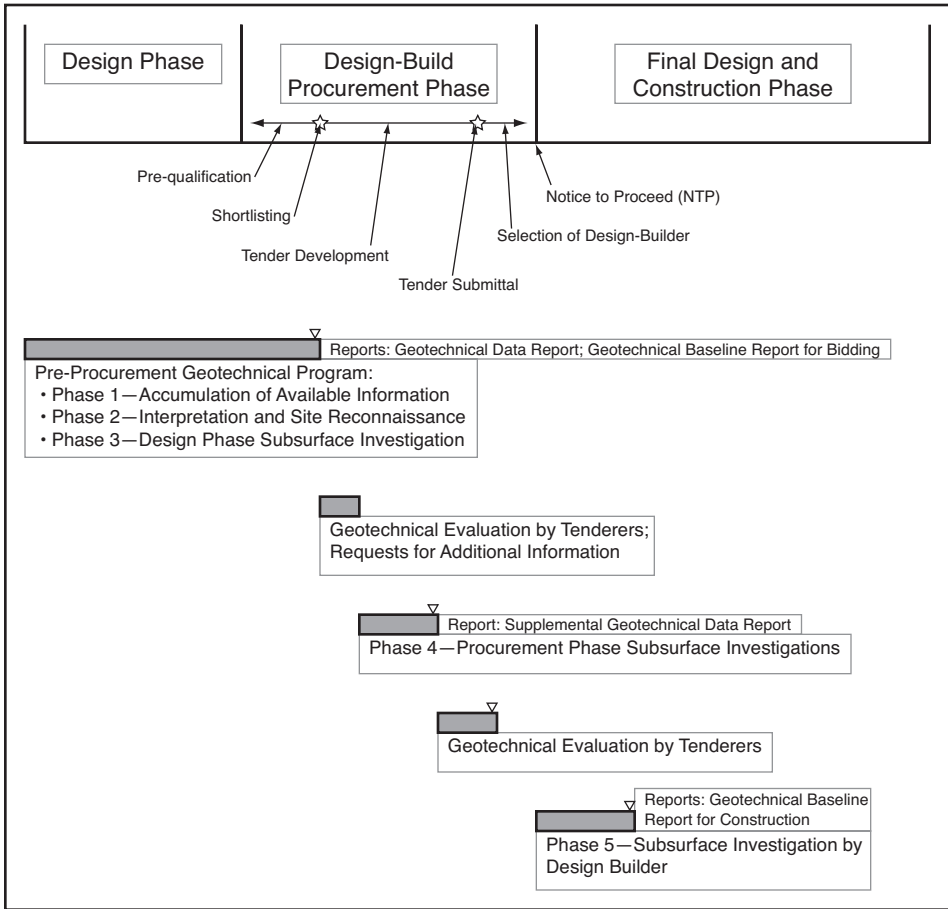 Design Phase
Design-Build
Procurement Phase
Final Design and
Construction Phase
Pre-qualification
Shortlisting
Tender Development
Tender Submittal
Selection of Design-Builder
Notice to Proceed (NTP)
Reports: Geotechnical Data Report; Geotechnical Baseline Report for Bidding
Pre-Procurement Geotechnical Program:
• Phase 1—Accumulation of Available Information
• Phase 2—Interpretation and Site Reconnaissance
• Phase 3—Design Phase Subsurface Investigation
Geotechnical Evaluation by Tenderers;
Requests for Additional Information
Report: Supplemental Geotechnical Data Report
Phase 4—Procurement Phase Subsurface Investigations
Geotechnical Evaluation by Tenderers
Reports: Geotechnical Baseline
Report for Construction
Phase 5—Subsurface Investigation by
Design Builder